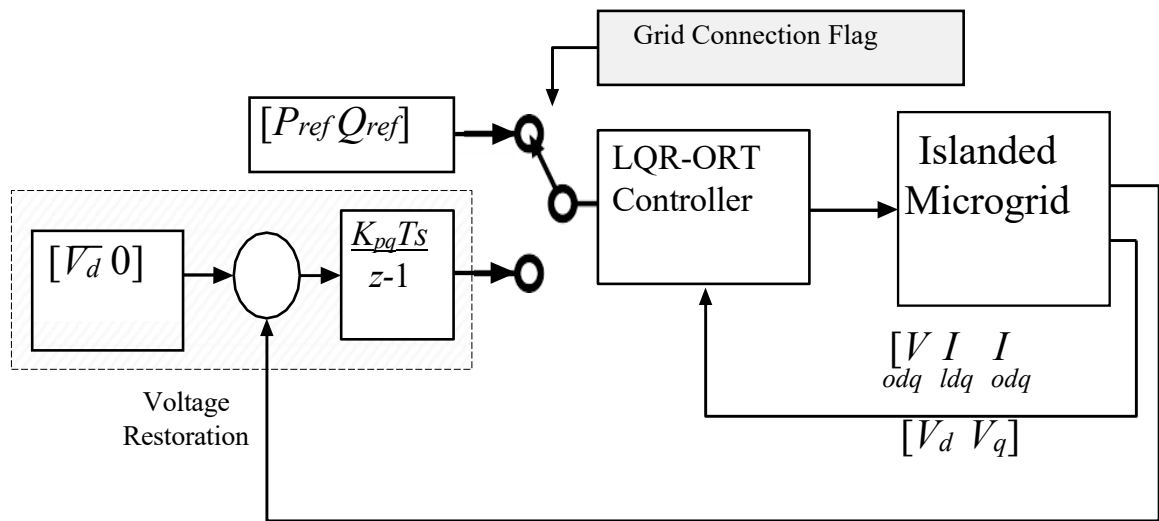 Grid Connection Flag
[Pref Qref]
LQR-ORT
Controller
Islanded
Microgrid
[V̅d 0]
KpqTs
z-1
[V I I
odq ldq odq
Voltage
Restoration
[Vd Vq]